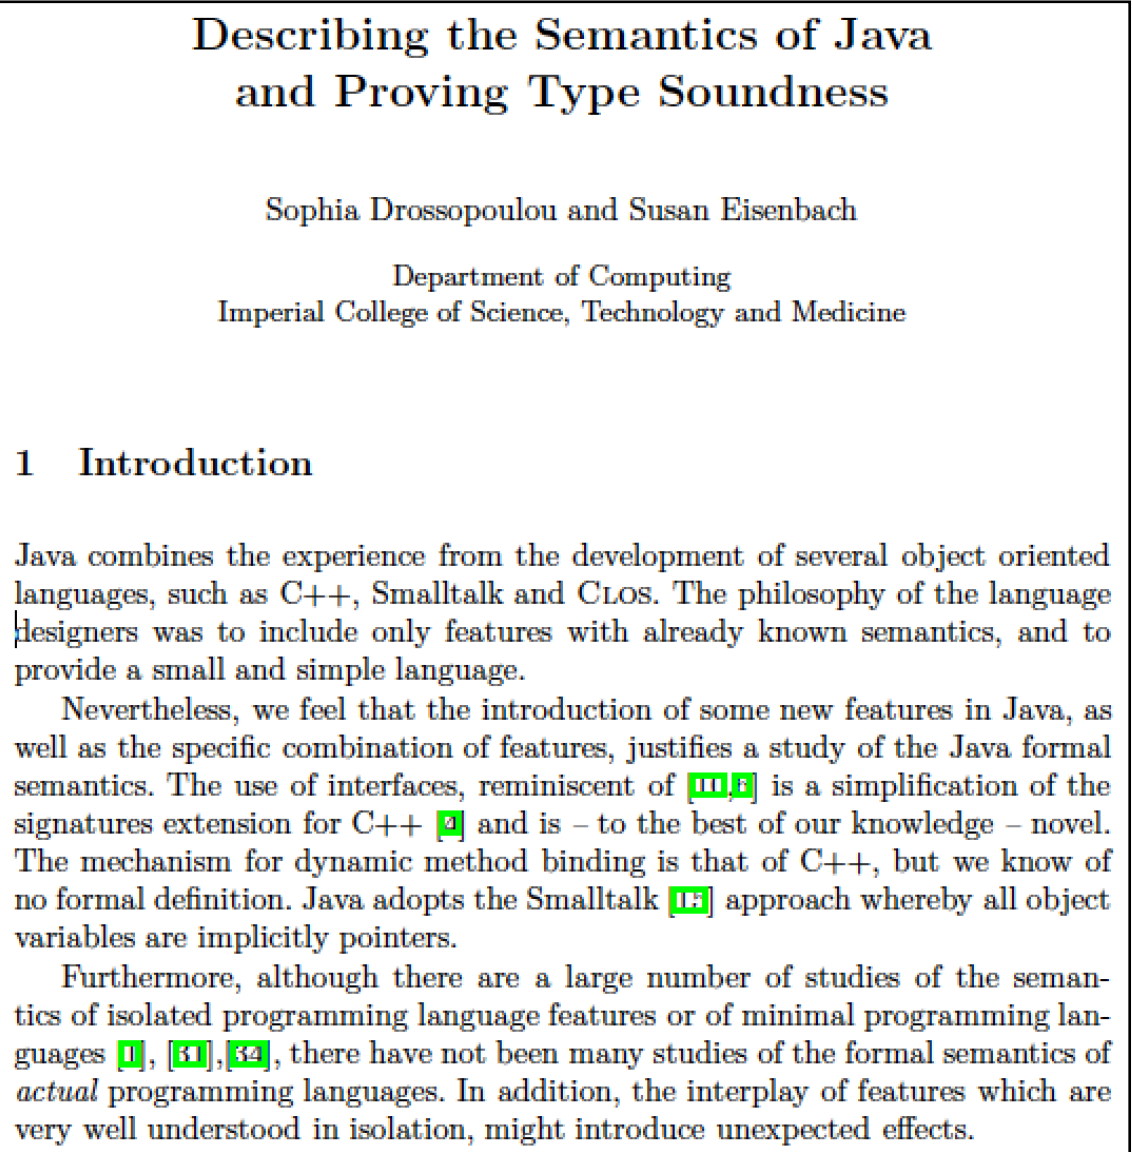 Describing the Semantics of Java
and Proving Type Soundness
Sophia Drossopoulou and Susan Eisenbach
Department of Computing
Imperial College of Science, Technology and Medicine
1 Introduction
Java combines the experience from the development of several object oriented
languages, such as C++, Smalltalk and CLOS. The philosophy of the language
designers was to include only features with already known semantics, and to
provide a small and simple language.
Nevertheless, we feel that the introduction of some new features in Java, as
well as the specific combination of features, justifies a study of the Java formal
semantics. The use of interfaces, reminiscent of [ is a simplification of the
signatures extension for C++ [4] and is – to the best of our knowledge – novel.
The mechanism for dynamic method binding is that of C++, but we know of
no formal definition. Java adopts the Smalltalk [15] approach whereby all object
variables are implicitly pointers.
Furthermore, although there are a large number of studies of the seman-
tics of isolated programming language features or of minimal programming lan-
guages [1], [31],[34], there have not been many studies of the formal semantics of
actual programming languages. In addition, the interplay of features which are
very well understood in isolation, might introduce unexpected effects.